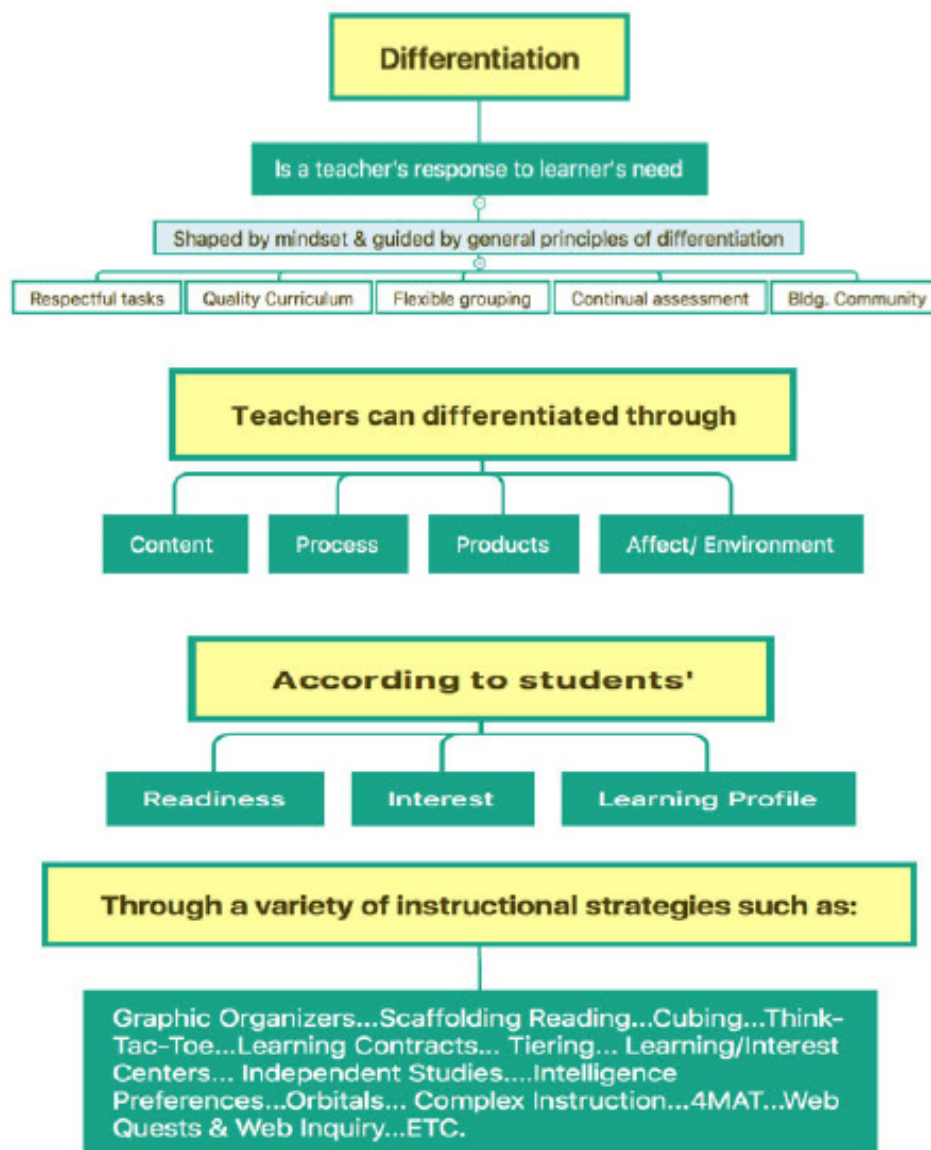 Differentiation
Is a teacher's response to learner's need
Shaped by mindset & guided by general principles of differentiation
Respectful tasks
Quality Curriculum
Flexible grouping
Continual assessment
Bldg. Community
Teachers can differentiated through
Content
Process
Products
Affect/ Environment
According to students'
Readiness
Interest
Learning Profile
Through a variety of instructional strategies such as:
Graphic Organizers...Scaffolding Reading...Cubing...Think-
Tac-Toe...Learning Contracts... Tiering... Learning/Interest
Centers... Independent Studies....Intelligence
Preferences...Orbitals... Complex Instruction...4MAT...Web
Quests & Web Inquiry...ETC.